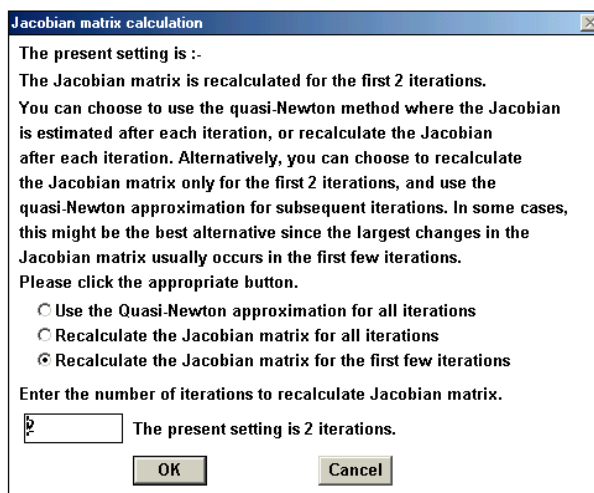 Jacobian matrix calculation
The present setting is :-
The Jacobian matrix is recalculated for the first 2 iterations.
You can choose to use the quasi-Newton method where the Jacobian
is estimated after each iteration, or recalculate the Jacobian
after each iteration. Alternatively, you can choose to recalculate
the Jacobian matrix only for the first 2 iterations, and use the
quasi-Newton approximation for subsequent iterations. In some cases,
this might be the best alternative since the largest changes in the
Jacobian matrix usually occurs in the first few iterations.
Please click the appropriate button.
Use the Quasi-Newton approximation for all iterations
Recalculate the Jacobian matrix for all iterations
Recalculate the Jacobian matrix for the first few iterations
Enter the number of iterations to recalculate Jacobian matrix.
The present setting is 2 iterations.
OK Cancel